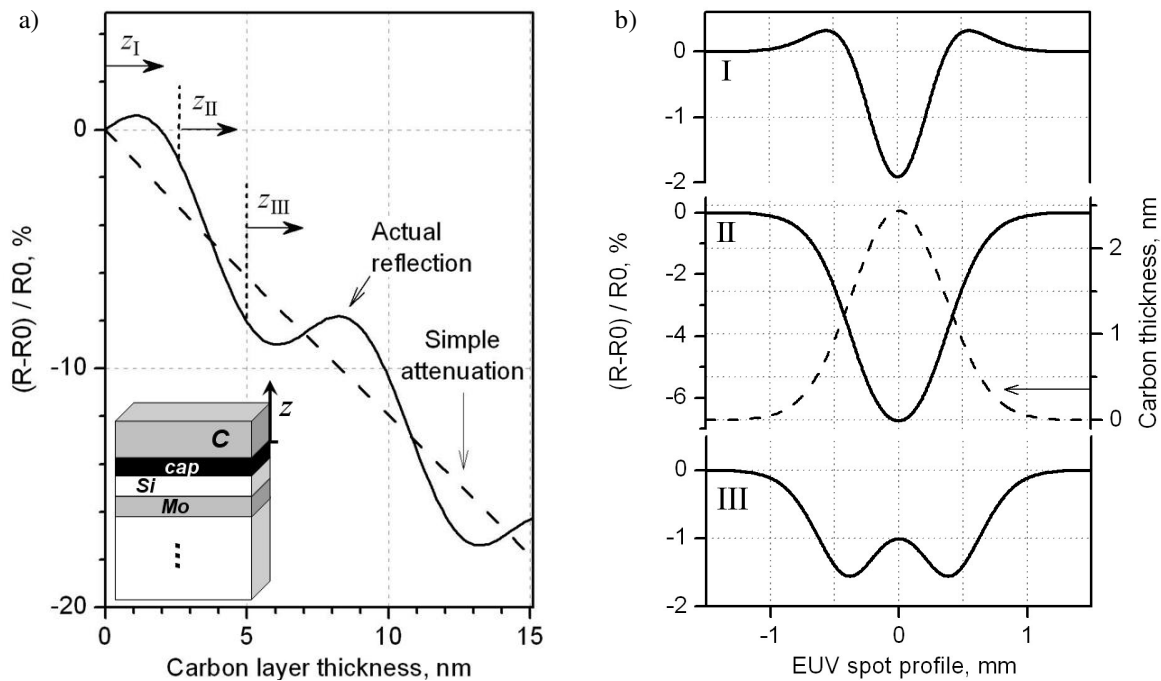 a)
z_I
z_II
z_III
0
-10
-20
(R-R0) / R0, %
Actual
reflection
Simple
attenuation
z
C
cap
Si
Mo
0
5
10
15
Carbon layer thickness, nm
b)
I
0
-1
-2
II
0
-2
-4
-6
(R-R0) / R0, %
2
1
0
Carbon thickness, nm
III
0
-1
-2
-1
0
1
EUV spot profile, mm